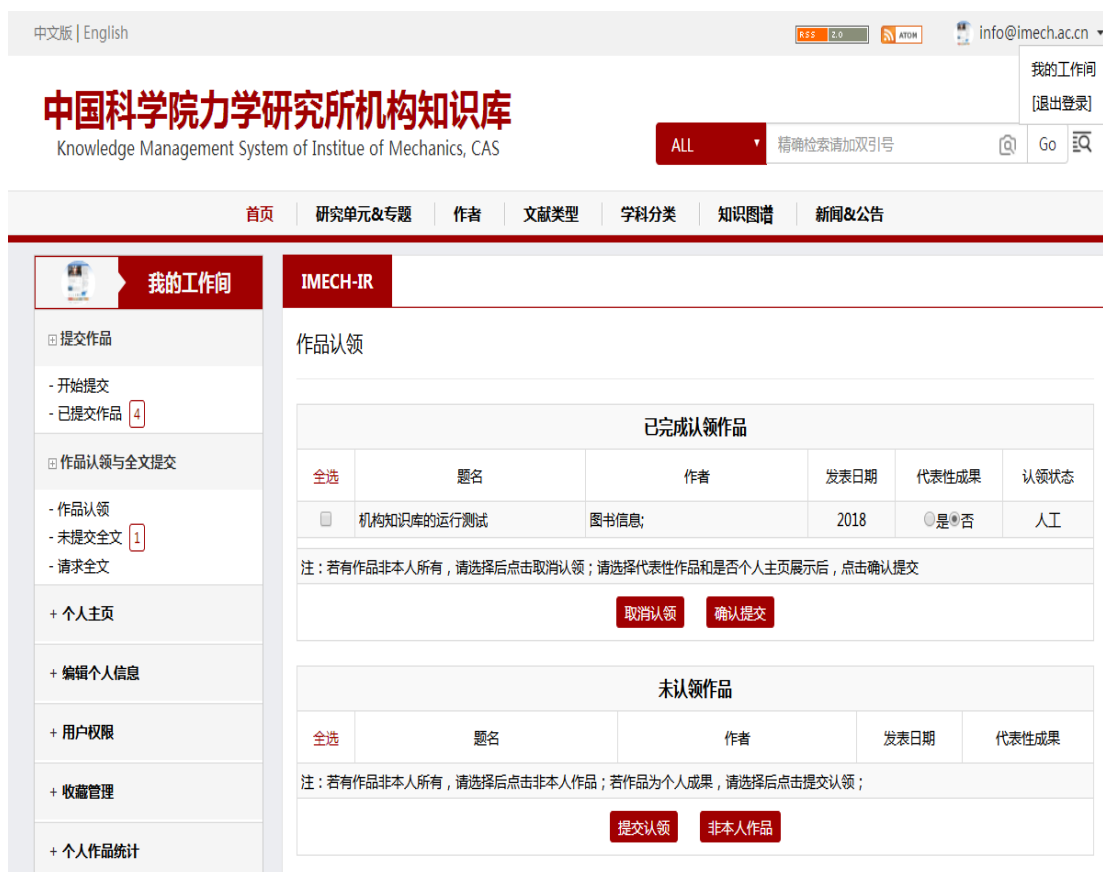 中文版 | English
RSS 2.0 ATOM info@imech.ac.cn
我的工作间
[退出登录]
中国科学院力学研究所机构知识库
Knowledge Management System of Institue of Mechanics, CAS
ALL 精确检索请加双引号 Go
首页 研究单元&专题 作者 文献类型 学科分类 知识图谱 新闻&公告
我的工作间
提交作品
- 开始提交
- 已提交作品 4
作品认领与全文提交
- 作品认领
- 未提交全文 1
- 请求全文
+ 个人主页
+ 编辑个人信息
+ 用户权限
+ 收藏管理
+ 个人作品统计
IMECH-IR
作品认领
已完成认领作品
全选 题名 作者 发表日期 代表性成果 认领状态
机构知识库的运行测试 图书信息; 2018 是 否 人工
注：若有作品非本人所有，请选择后点击取消认领；请选择代表性作品和是否个人主页展示后，点击确认提交
取消认领 确认提交
未认领作品
全选 题名 作者 发表日期 代表性成果
注：若有作品非本人所有，请选择后点击非本人作品；若作品为个人成果，请选择后点击提交认领；
提交认领 非本人作品